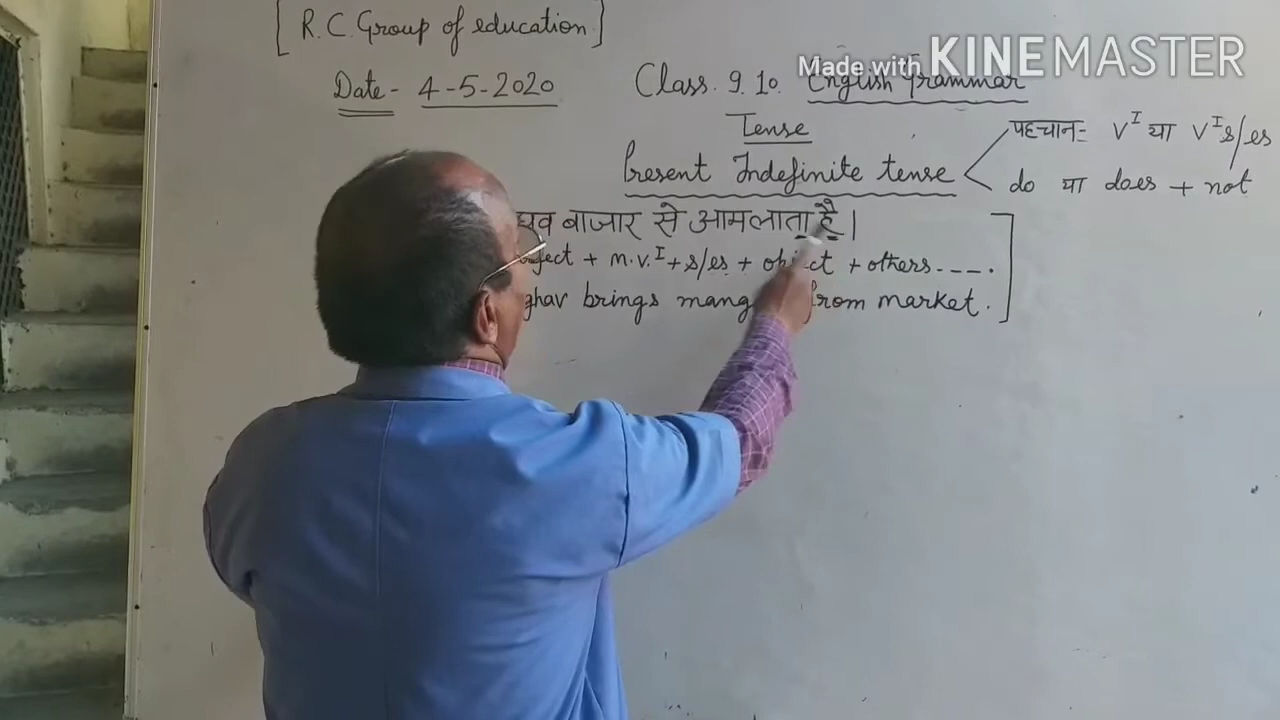 [ R. C. Group of education ]
Made with KINEMASTER
Date - 4-5-2020
Class. 9. 10. English Grammar
Tense
Present Indefinite tense
पहचानः V^I या V^I s/es
do या does + not
बाजार से आमलाता है।
+ m.v.^I + s/es + object + others ----.
brings from market.